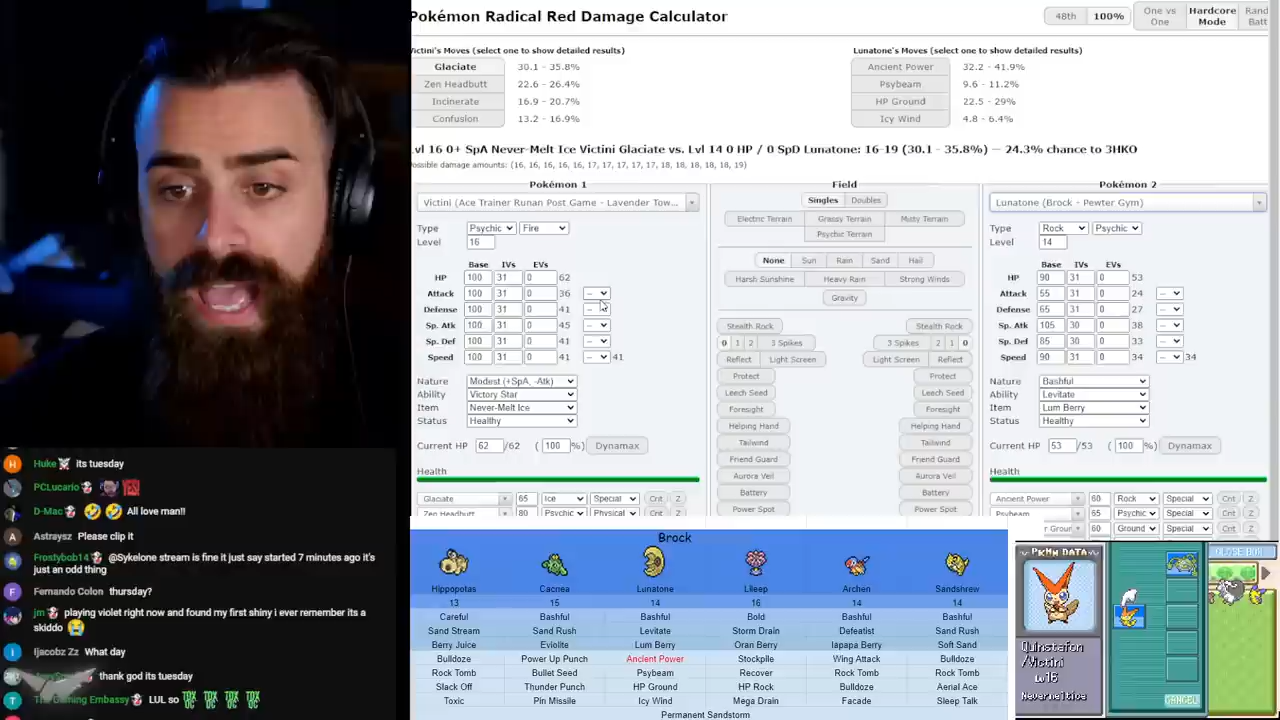 Pokémon Radical Red Damage Calculator
48th 100% One vs One Hardcore Mode
Victini's Moves (select one to show detailed results)
Glaciate 30.1 - 35.8%
Zen Headbutt 22.6 - 26.4%
Incinerate 16.9 - 20.7%
Confusion 13.2 - 16.9%
Lunatone's Moves (select one to show detailed results)
Ancient Power 32.2 - 41.9%
Psybeam 9.6 - 11.2%
HP Ground 22.5 - 29%
Icy Wind 4.8 - 6.4%
Lvl 16 0+ SpA Never-Melt Ice Victini Glaciate vs. Lvl 14 0 HP / 0 SpD Lunatone: 16-19 (30.1 - 35.8%) -- 24.3% chance to 3HKO
Possible damage amounts: (16, 16, 16, 16, 16, 17, 17, 17, 17, 17, 18, 18, 18, 18, 18, 19)
Pokémon 1
Victini (Ace Trainer Runan Post Game - Lavender Tow...
Type Psychic Fire
Level 16
Base IVs EVs
HP 100 31 0 62
Attack 100 31 0 36 --
Defense 100 31 0 41 --
Sp. Atk 100 31 0 45 --
Sp. Def 100 31 0 41 --
Speed 100 31 0 41 -- 41
Nature Modest (+SpA, -Atk)
Ability Victory Star
Item Never-Melt Ice
Status Healthy
Current HP 62 /62 ( 100 %) Dynamax
Health
Glaciate 65 Ice Special Crit Z
Zen Headbutt 80 Psychic Physical Crit Z
Field
Singles Doubles
Electric Terrain Grassy Terrain Misty Terrain
Psychic Terrain
None Sun Rain Sand Hail
Harsh Sunshine Heavy Rain Strong Winds
Gravity
Stealth Rock Stealth Rock
0 1 2 3 Spikes 3 Spikes 2 1 0
Reflect Light Screen Light Screen Reflect
Protect Protect
Leech Seed Leech Seed
Foresight Foresight
Helping Hand Helping Hand
Tailwind Tailwind
Friend Guard Friend Guard
Aurora Veil Aurora Veil
Battery Battery
Power Spot Power Spot
Pokémon 2
Lunatone (Brock - Pewter Gym)
Type Rock Psychic
Level 14
Base IVs EVs
HP 90 31 0 53
Attack 55 31 0 24 --
Defense 65 31 0 27 --
Sp. Atk 105 30 0 38 --
Sp. Def 85 30 0 33 --
Speed 90 31 0 34 -- 34
Nature Bashful
Ability Levitate
Item Lum Berry
Status Healthy
Current HP 53 /53 ( 100 %) Dynamax
Health
Ancient Power 60 Rock Special Crit Z
Psybeam 65 Psychic Special Crit Z
60 Ground Special Crit Z
Huke its tuesday
PCLucario
D-Mac All love man!!
Astraysz Please clip it
Frostybob14 @Sykelone stream is fine it just say started 7 minutes ago it's
just an odd thing
Fernando Colon thursday?
jm playing violet right now and found my first shiny i ever remember its a
skiddo
Ijacobz Zz What day
thank god its tuesday
Gaming Embassy LUL so
Brock
Hippopotas Cacnea Lunatone Lileep Archen Sandshrew
13 15 14 16 14 14
Careful Bashful Bashful Bold Bashful Bashful
Sand Stream Sand Rush Levitate Storm Drain Defeatist Sand Rush
Berry Juice Eviolite Lum Berry Oran Berry Iapapa Berry Soft Sand
Bulldoze Power Up Punch Ancient Power Stockpile Wing Attack Bulldoze
Rock Tomb Bullet Seed Psybeam Recover Rock Tomb Rock Tomb
Slack Off Thunder Punch HP Ground HP Rock Bulldoze Aerial Ace
Toxic Pin Missile Icy Wind Mega Drain Facade Sleep Talk
Permanent Sandstorm
PKMN DATA
CLOSE BOX
Quinstafon
/Victini
Lv16
Nevermeltice
CANCEL